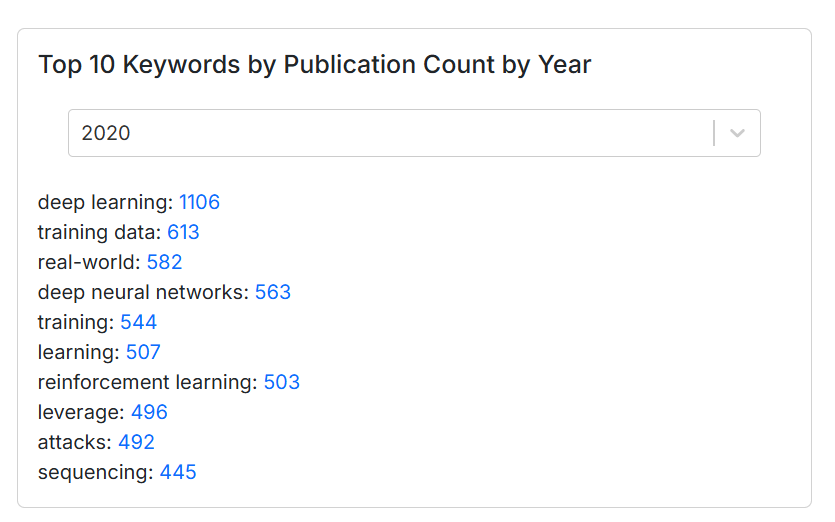 Top 10 Keywords by Publication Count by Year
2020
deep learning: 1106
training data: 613
real-world: 582
deep neural networks: 563
training: 544
learning: 507
reinforcement learning: 503
leverage: 496
attacks: 492
sequencing: 445